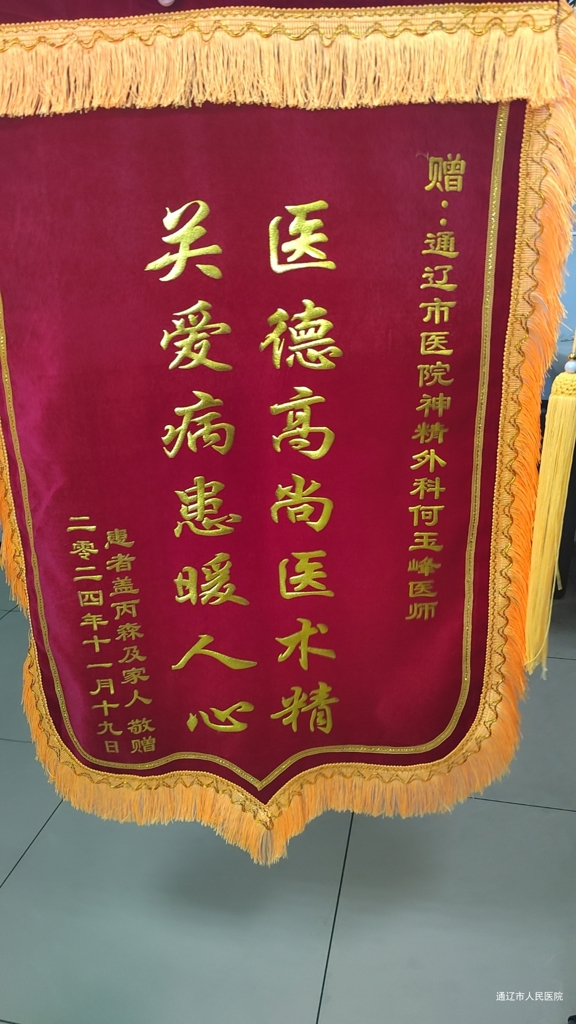 赠：通辽市医院神精外科何玉峰医师
医德高尚医术精
关爱病患暖人心
患者盖丙森及家人 敬赠
二零二四年十一月十九日
通辽市人民医院